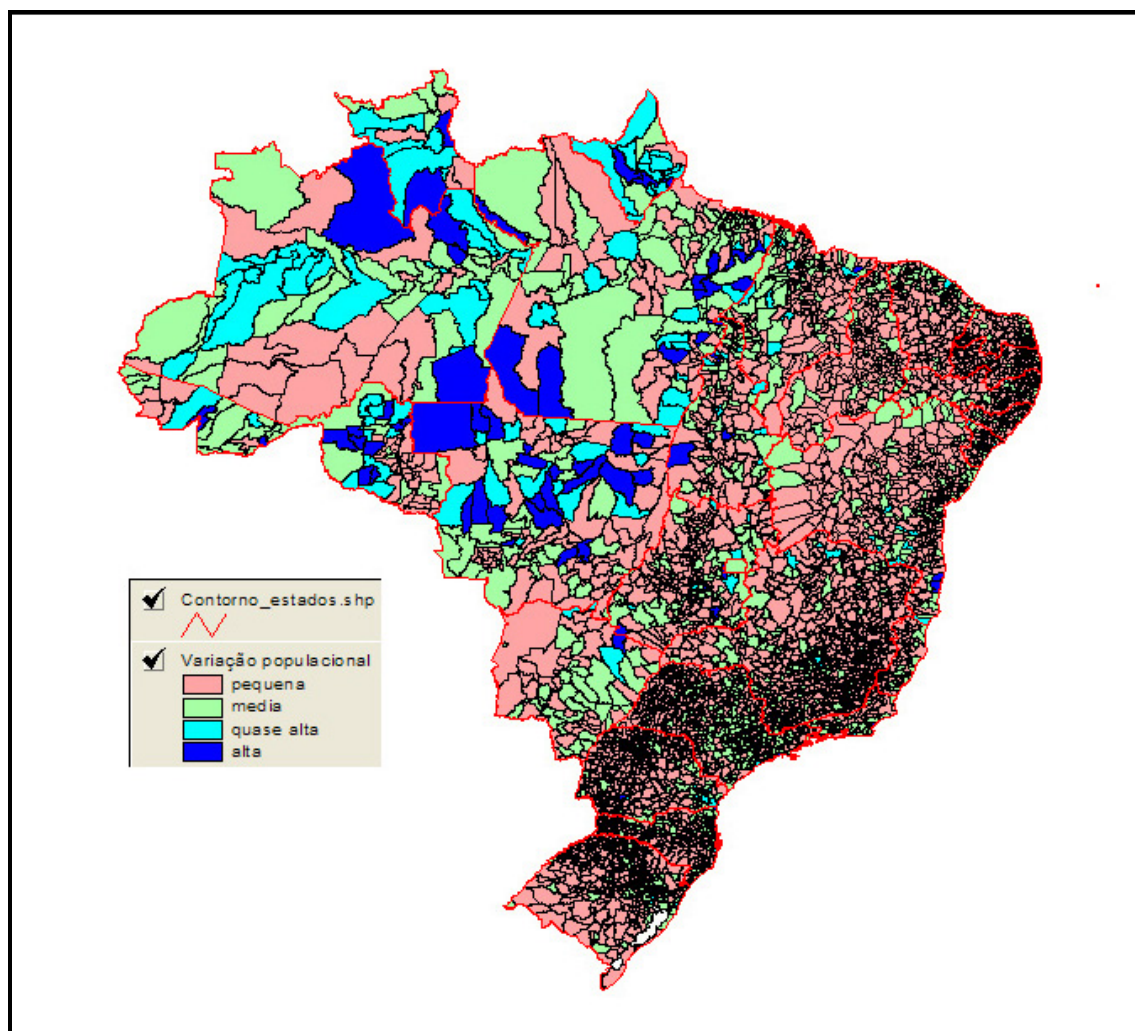 Contorno_estados.shp
Variação populacional
pequena
media
quase alta
alta